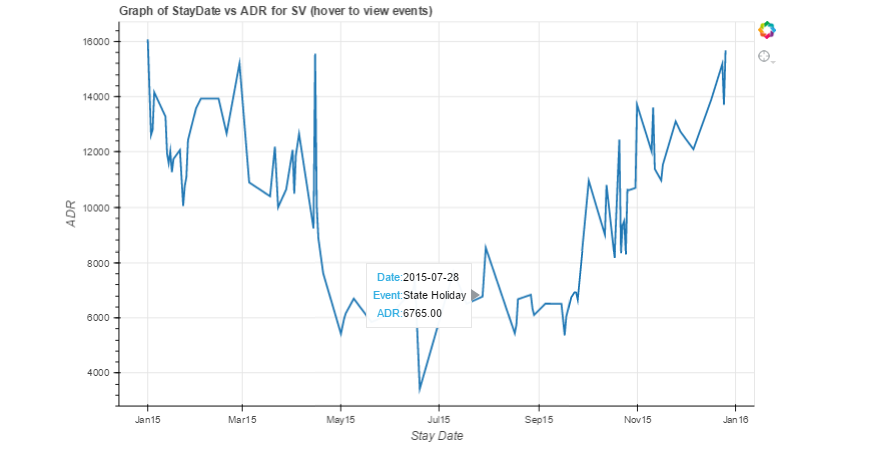 Graph of StayDate vs ADR for SV (hover to view events)
16000
14000
12000
10000
8000
6000
4000
ADR
Date:2015-07-28
Event:State Holiday
ADR:6765.00
Jan15 Mar15 May15 Jul15 Sep15 Nov15 Jan16
Stay Date